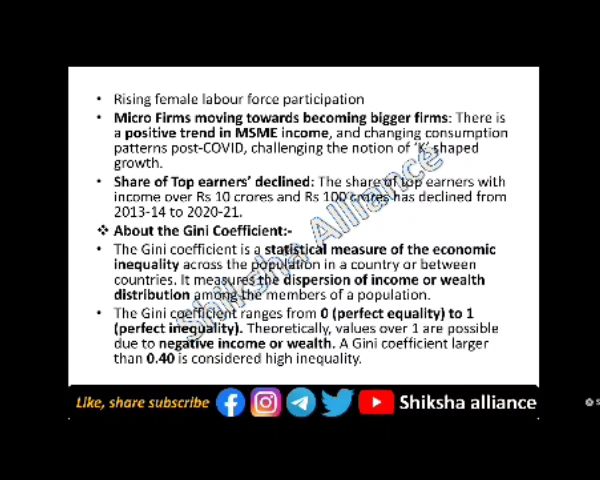 • Rising female labour force participation
• Micro Firms moving towards becoming bigger firms: There is
a positive trend in MSME income, and changing consumption
patterns post-COVID, challenging the notion of ‘K’ shaped
growth.
• Share of Top earners’ declined: The share of top earners with
income over Rs 10 crores and Rs 100 crores has declined from
2013-14 to 2020-21.
❖ About the Gini Coefficient:-
• The Gini coefficient is a statistical measure of the economic
inequality across the population in a country or between
countries. It measures the dispersion of income or wealth
distribution among the members of a population.
• The Gini coefficient ranges from 0 (perfect equality) to 1
(perfect inequality). Theoretically, values over 1 are possible
due to negative income or wealth. A Gini coefficient larger
than 0.40 is considered high inequality.
Shiksha Alliance
Like, share subscribe Shiksha alliance